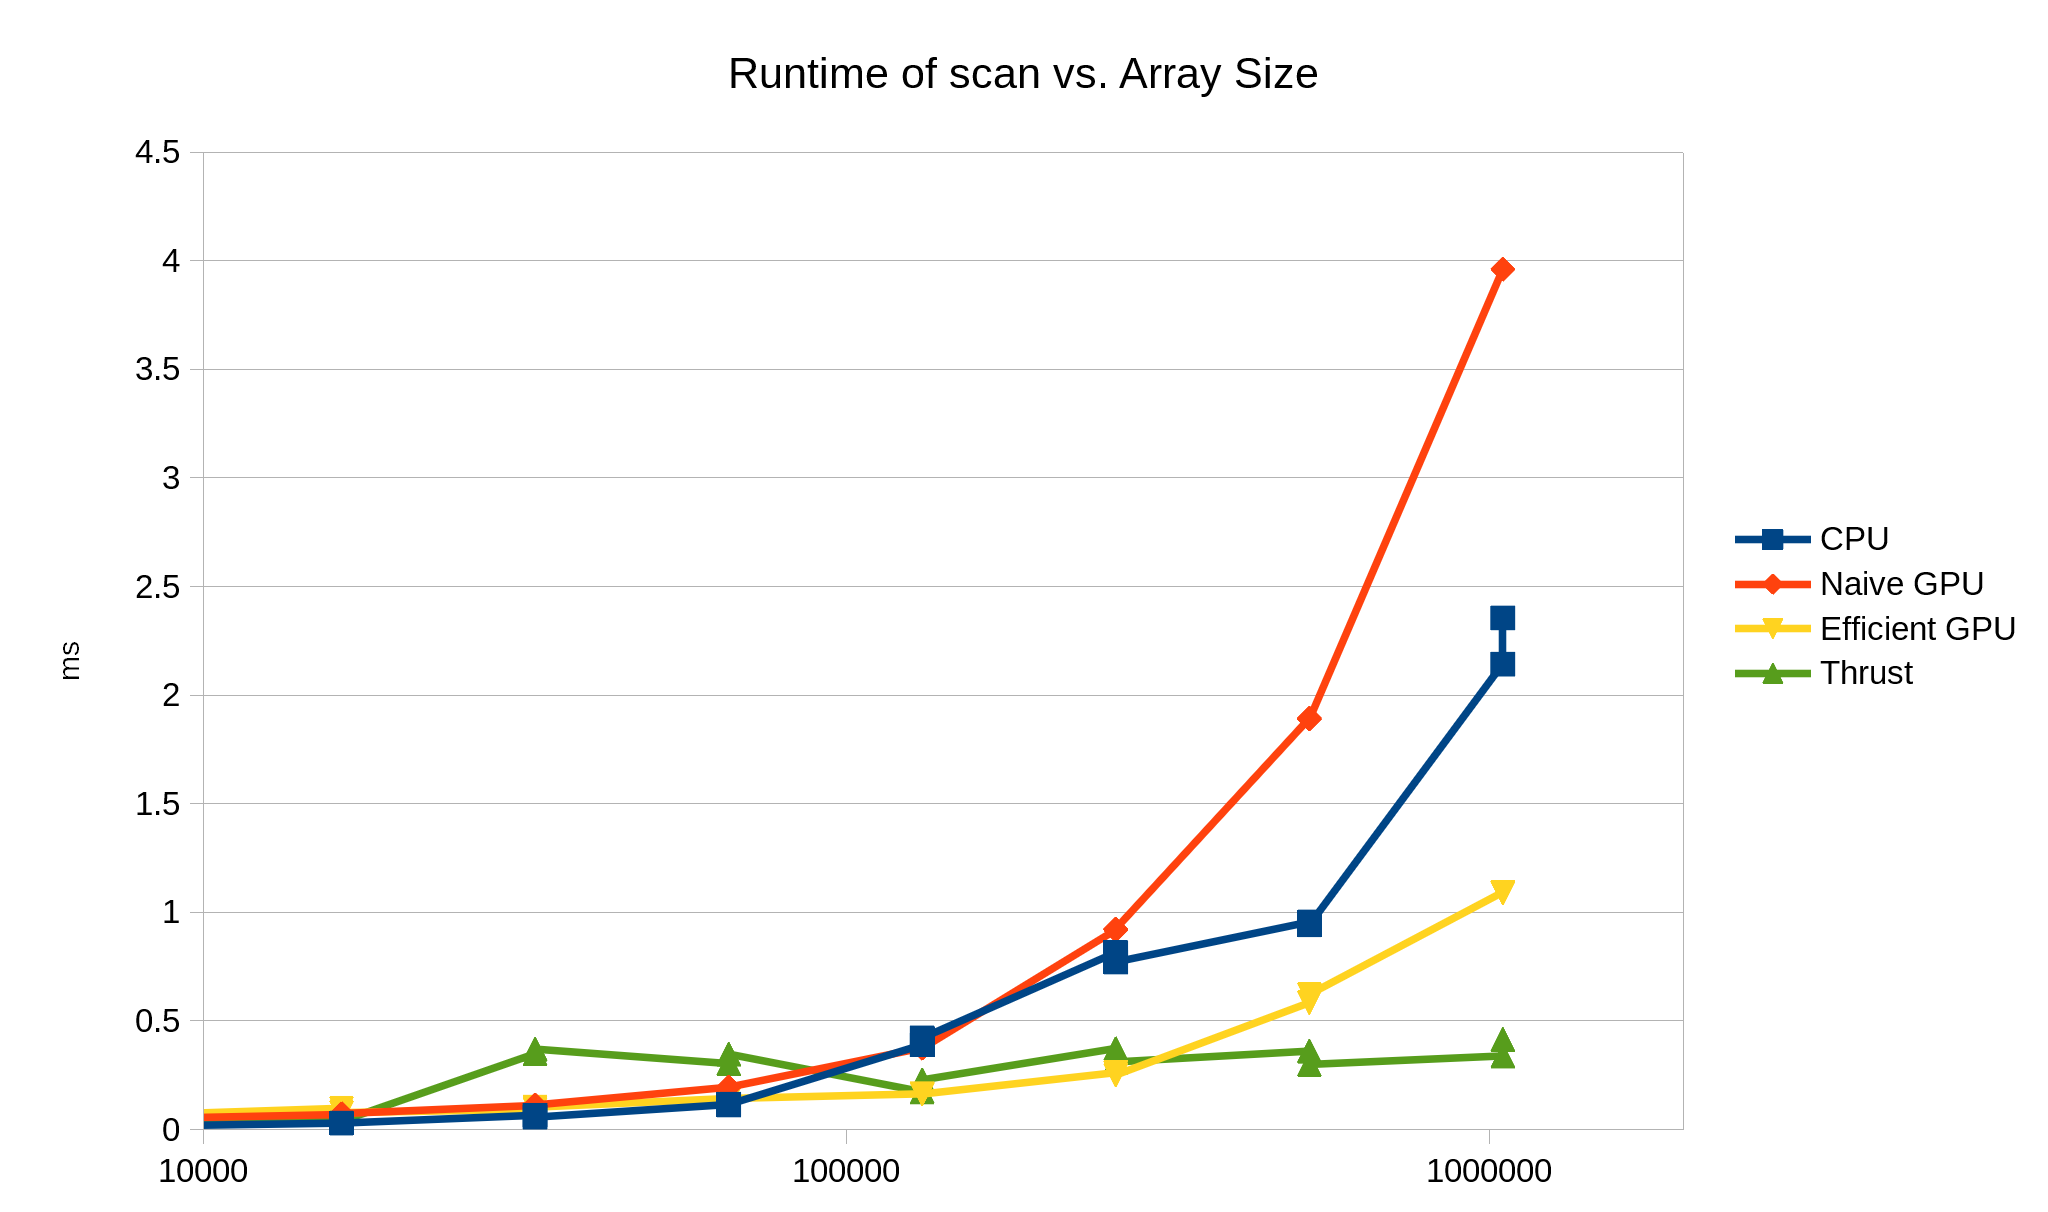 Runtime of scan vs. Array Size
4.5
4
3.5
3
2.5
2
1.5
1
0.5
0
ms
10000
100000
1000000
CPU
Naive GPU
Efficient GPU
Thrust